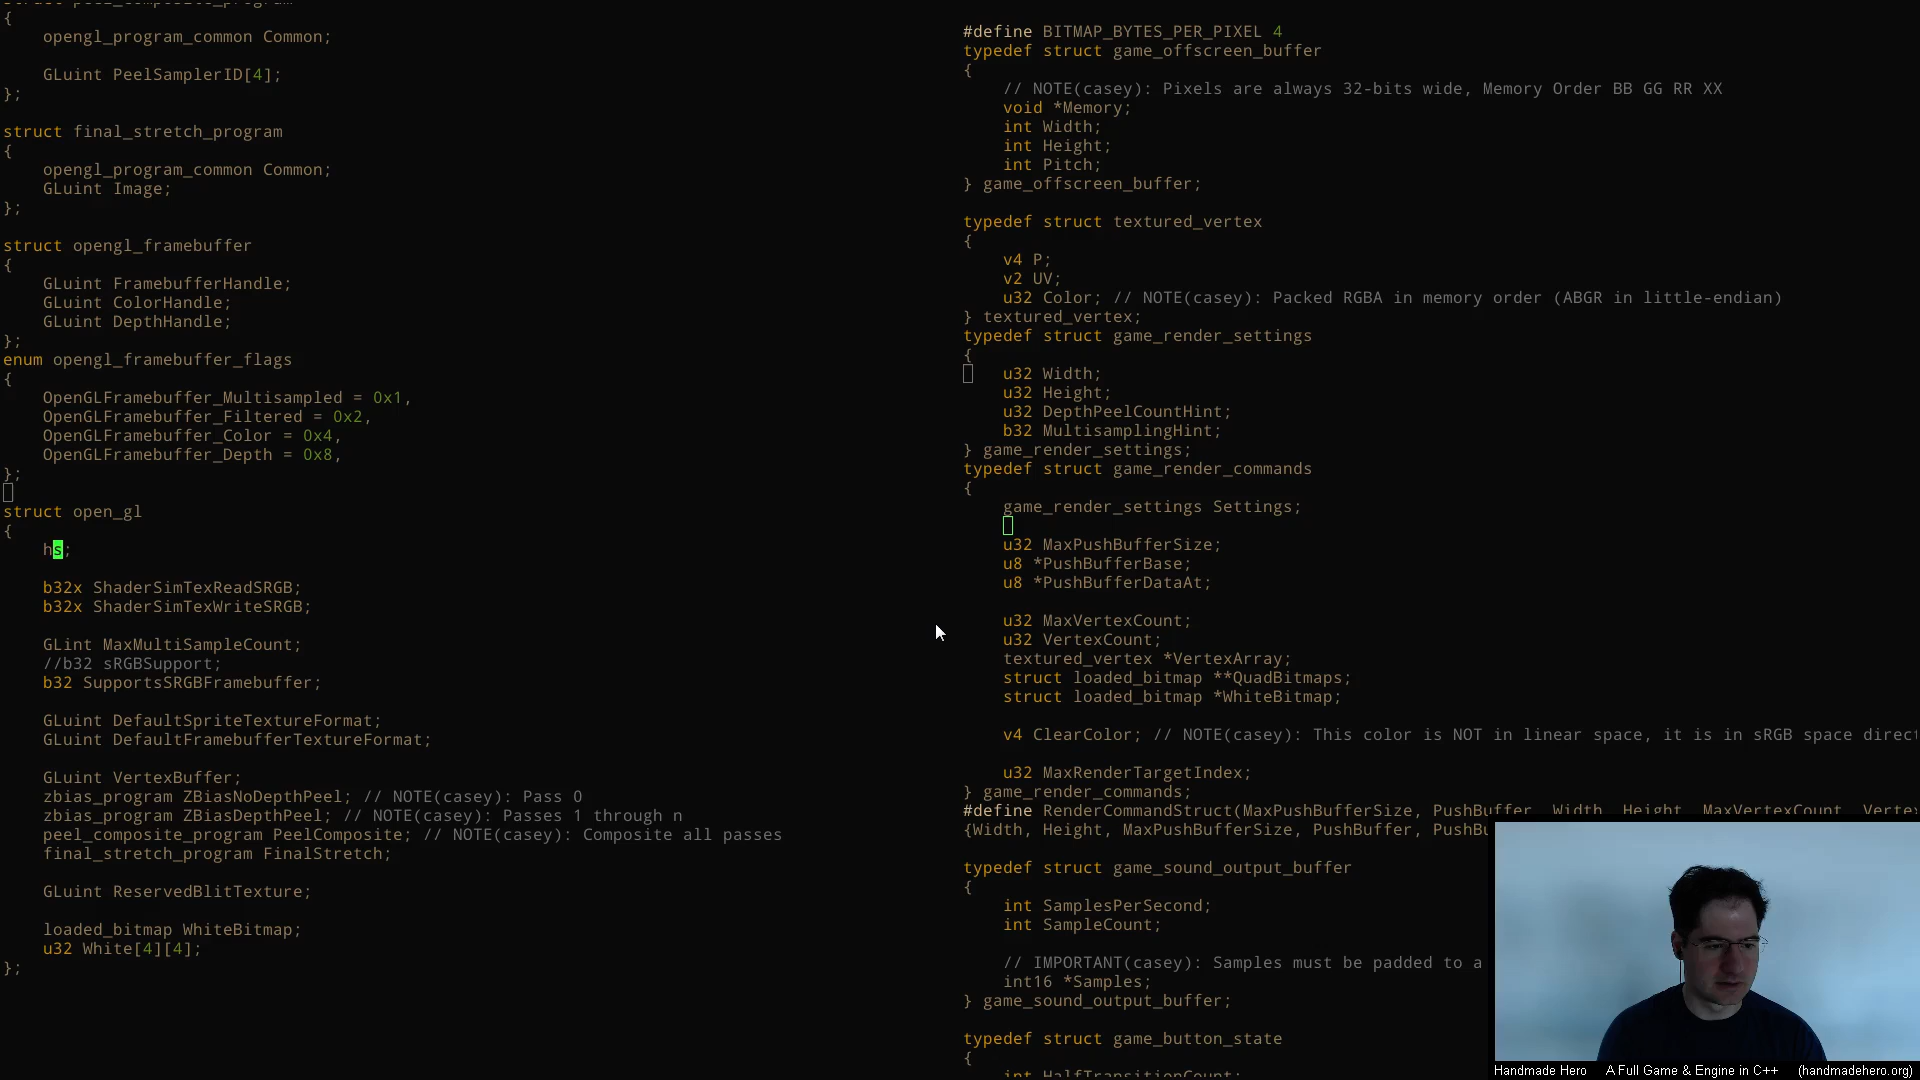 {
opengl_program_common Common;
GLuint PeelSamplerID[4];
};
struct final_stretch_program
{
opengl_program_common Common;
GLuint Image;
};
struct opengl_framebuffer
{
GLuint FramebufferHandle;
GLuint ColorHandle;
GLuint DepthHandle;
};
enum opengl_framebuffer_flags
{
OpenGLFramebuffer_Multisampled = 0x1,
OpenGLFramebuffer_Filtered = 0x2,
OpenGLFramebuffer_Color = 0x4,
OpenGLFramebuffer_Depth = 0x8,
};
struct open_gl
{
hs;
b32x ShaderSimTexReadSRGB;
b32x ShaderSimTexWriteSRGB;
GLint MaxMultiSampleCount;
//b32 sRGBSupport;
b32 SupportsSRGBFramebuffer;
GLuint DefaultSpriteTextureFormat;
GLuint DefaultFramebufferTextureFormat;
GLuint VertexBuffer;
zbias_program ZBiasNoDepthPeel; // NOTE(casey): Pass 0
zbias_program ZBiasDepthPeel; // NOTE(casey): Passes 1 through n
peel_composite_program PeelComposite; // NOTE(casey): Composite all passes
final_stretch_program FinalStretch;
GLuint ReservedBlitTexture;
loaded_bitmap WhiteBitmap;
u32 White[4][4];
};
#define BITMAP_BYTES_PER_PIXEL 4
typedef struct game_offscreen_buffer
{
// NOTE(casey): Pixels are always 32-bits wide, Memory Order BB GG RR XX
void *Memory;
int Width;
int Height;
int Pitch;
} game_offscreen_buffer;
typedef struct textured_vertex
{
v4 P;
v2 UV;
u32 Color; // NOTE(casey): Packed RGBA in memory order (ABGR in little-endian)
} textured_vertex;
typedef struct game_render_settings
{
u32 Width;
u32 Height;
u32 DepthPeelCountHint;
b32 MultisamplingHint;
} game_render_settings;
typedef struct game_render_commands
{
game_render_settings Settings;
u32 MaxPushBufferSize;
u8 *PushBufferBase;
u8 *PushBufferDataAt;
u32 MaxVertexCount;
u32 VertexCount;
textured_vertex *VertexArray;
struct loaded_bitmap **QuadBitmaps;
struct loaded_bitmap *WhiteBitmap;
v4 ClearColor; // NOTE(casey): This color is NOT in linear space, it is in sRGB space direct
u32 MaxRenderTargetIndex;
} game_render_commands;
#define RenderCommandStruct(MaxPushBufferSize, PushBuffer, Width, Height, MaxVertexCount, Vertex
{Width, Height, MaxPushBufferSize, PushBuffer, PushBu
typedef struct game_sound_output_buffer
{
int SamplesPerSecond;
int SampleCount;
// IMPORTANT(casey): Samples must be padded to a
int16 *Samples;
} game_sound_output_buffer;
typedef struct game_button_state
{
int HalfTransitionCount;
Handmade Hero A Full Game & Engine in C++ (handmadehero.org)